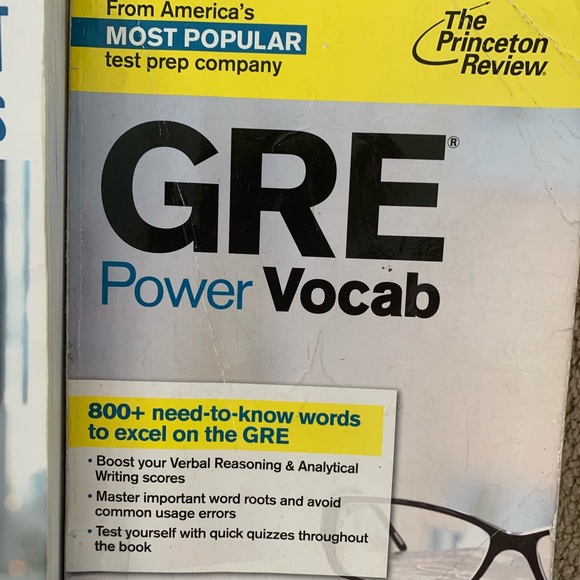 From America's
MOST POPULAR
test prep company
The
Princeton
Review®
GRE®
Power Vocab
800+ need-to-know words
to excel on the GRE
• Boost your Verbal Reasoning & Analytical
Writing scores
• Master important word roots and avoid
common usage errors
• Test yourself with quick quizzes throughout
the book